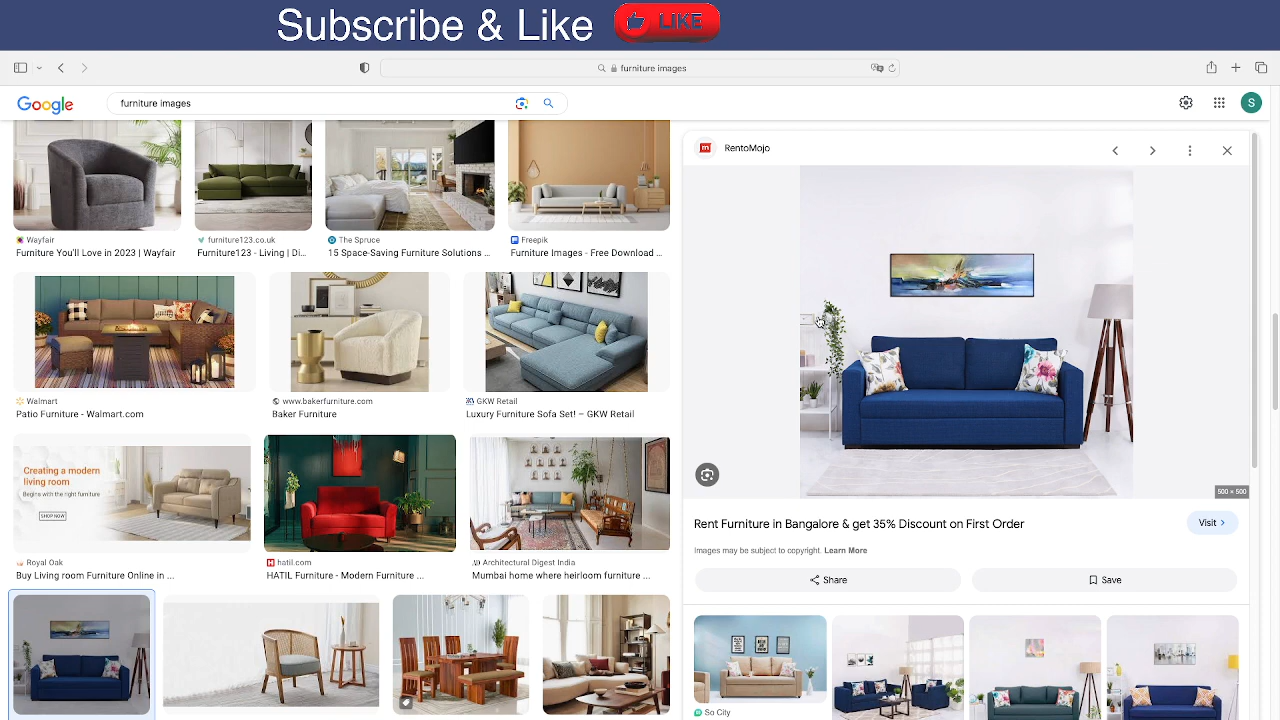 Subscribe & Like LIKE
furniture images
Google furniture images S
Wayfair
Furniture You'll Love in 2023 | Wayfair
furniture123.co.uk
Furniture123 - Living | Di...
The Spruce
15 Space-Saving Furniture Solutions ...
Freepik
Furniture Images - Free Download ...
Walmart
Patio Furniture - Walmart.com
www.bakerfurniture.com
Baker Furniture
GKW Retail
Luxury Furniture Sofa Set! – GKW Retail
Creating a modern
living room
Begins with the right furniture
SHOP NOW
Royal Oak
Buy Living room Furniture Online in ...
hatil.com
HATIL Furniture - Modern Furniture ...
Architectural Digest India
Mumbai home where heirloom furniture ...
RentoMojo
500 × 500
Rent Furniture in Bangalore & get 35% Discount on First Order
Visit
Images may be subject to copyright. Learn More
Share
Save
So City